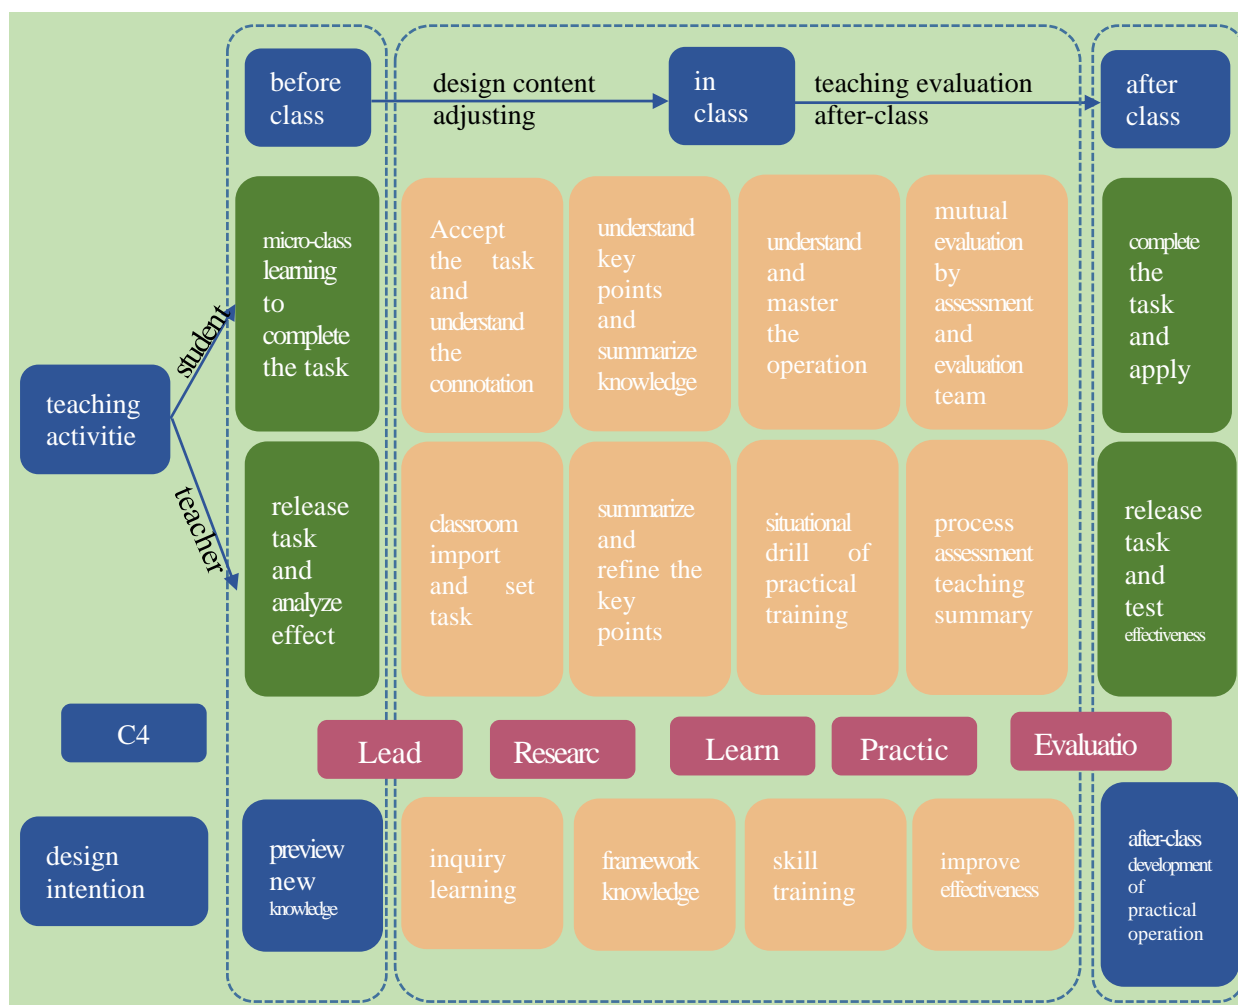 before
class
design content
adjusting
in
class
teaching evaluation
after-class
after
class
teaching
activitie
student
teacher
micro-class
learning
to
complete
the task
Accept
the task
and
understand
the
connotation
understand
key
points
and
summarize
knowledge
understand
and
master
the
operation
mutual
evaluation
by
assessment
and
evaluation
team
complete
the
task
and
apply
release
task
and
analyze
effect
classroom
import
and set
task
summarize
and
refine the
key
points
situational
drill of
practical
training
process
assessment
teaching
summary
release
task
and
test
effectiveness
C4
Lead
Researc
Learn
Practic
Evaluatio
design
intention
preview
new
knowledge
inquiry
learning
framework
knowledge
skill
training
improve
effectiveness
after-class
development
of
practical
operation